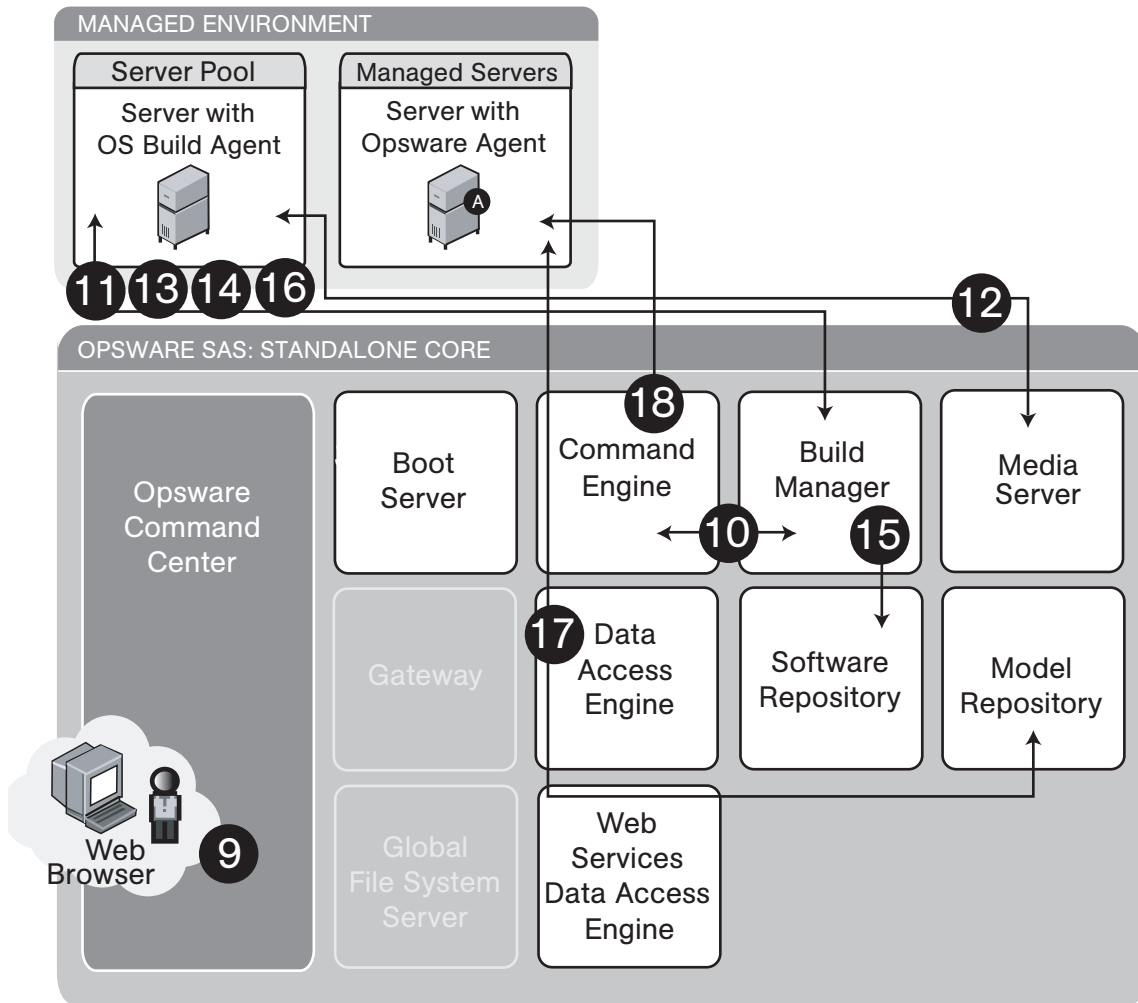 MANAGED ENVIRONMENT
Server Pool
Server with
OS Build Agent
Managed Servers
Server with
Opsware Agent
A
11 13 14 16
12
OPSWARE SAS: STANDALONE CORE
18
Opsware
Command
Center
Boot
Server
Command
Engine
Build
Manager
Media
Server
10
15
17
Gateway
Data
Access
Engine
Software
Repository
Model
Repository
Web
Browser
9
Global
File System
Server
Web
Services
Data Access
Engine